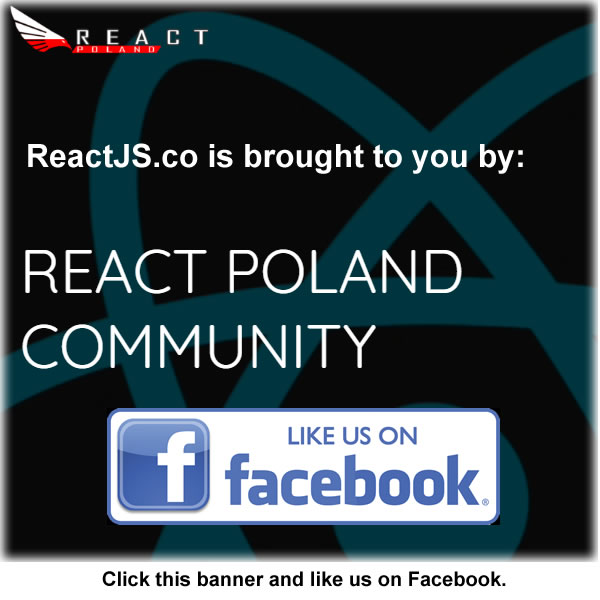 REACT
POLAND
ReactJS.co is brought to you by:
REACT POLAND
COMMUNITY
f
LIKE US ON
facebook®
Click this banner and like us on Facebook.